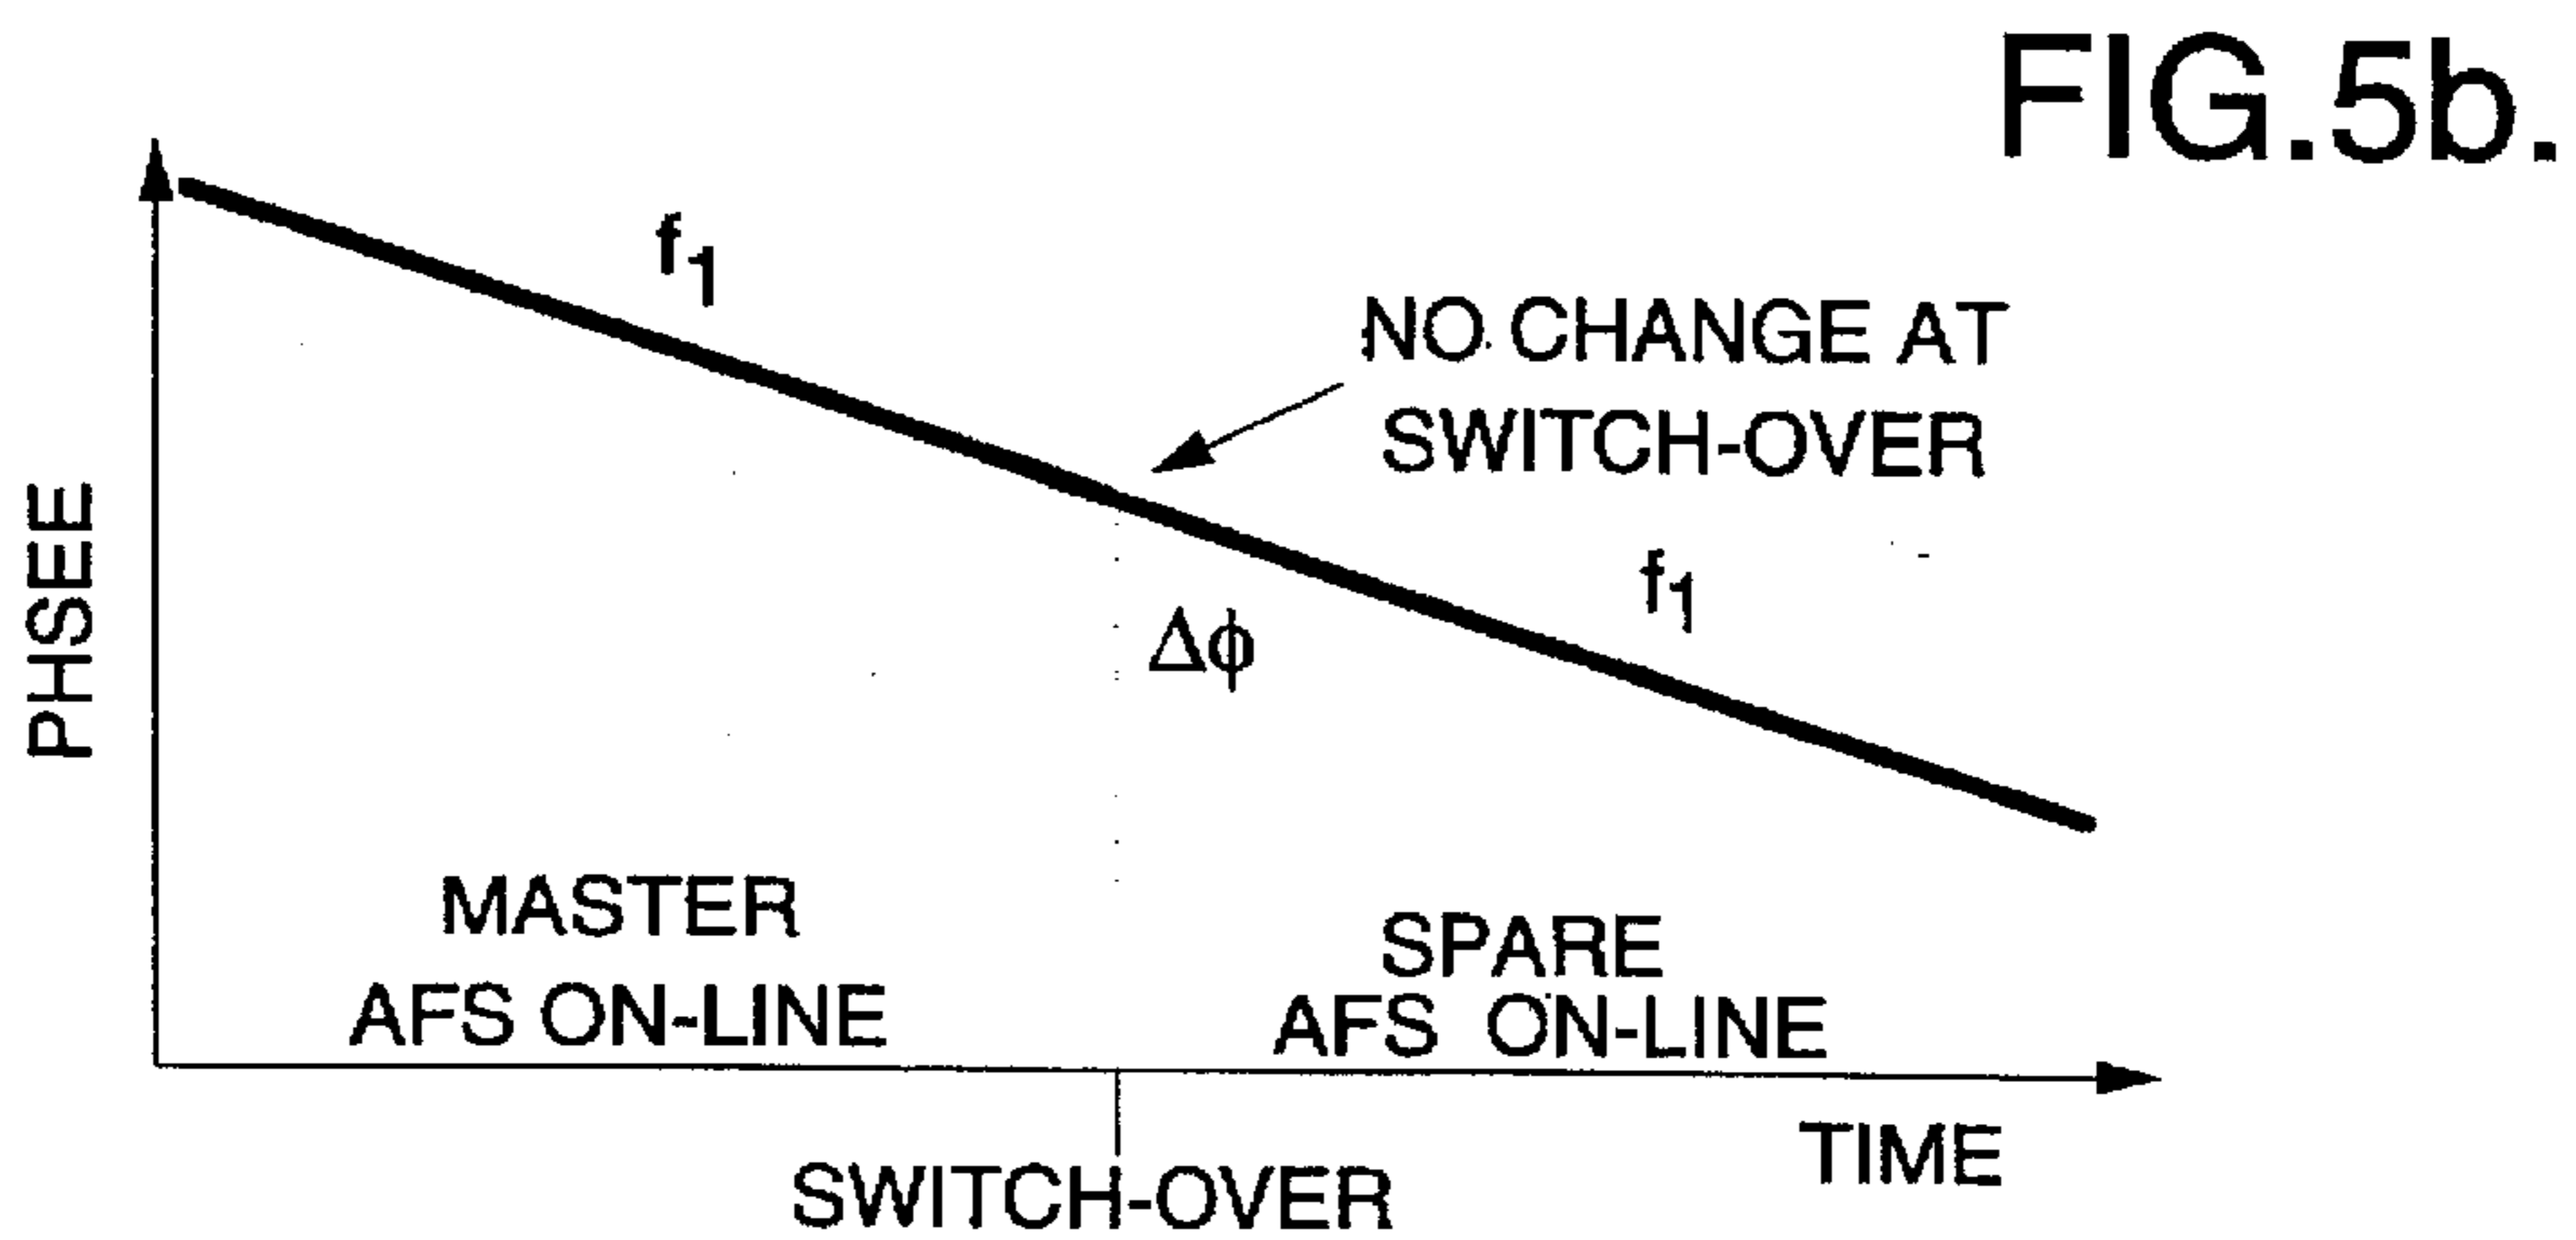 FIG.5b.
f1
NO CHANGE AT
SWITCH-OVER
f1
Δϕ
PHSEE
MASTER
AFS ON-LINE
SPARE
AFS ON-LINE
TIME
SWITCH-OVER